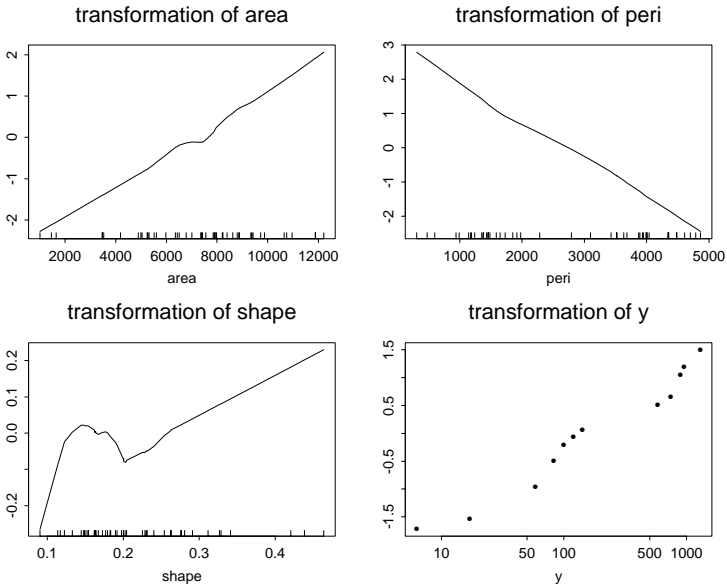 transformation of area
2
1
0
-1
-2
2000 4000 6000 8000 10000 12000
area
transformation of peri
3
2
1
0
-1
-2
1000 2000 3000 4000 5000
peri
transformation of shape
0.2
0.1
0.0
-0.2
0.1 0.2 0.3 0.4
shape
transformation of y
1.5
0.5
-0.5
-1.5
10 50 100 500 1000
y